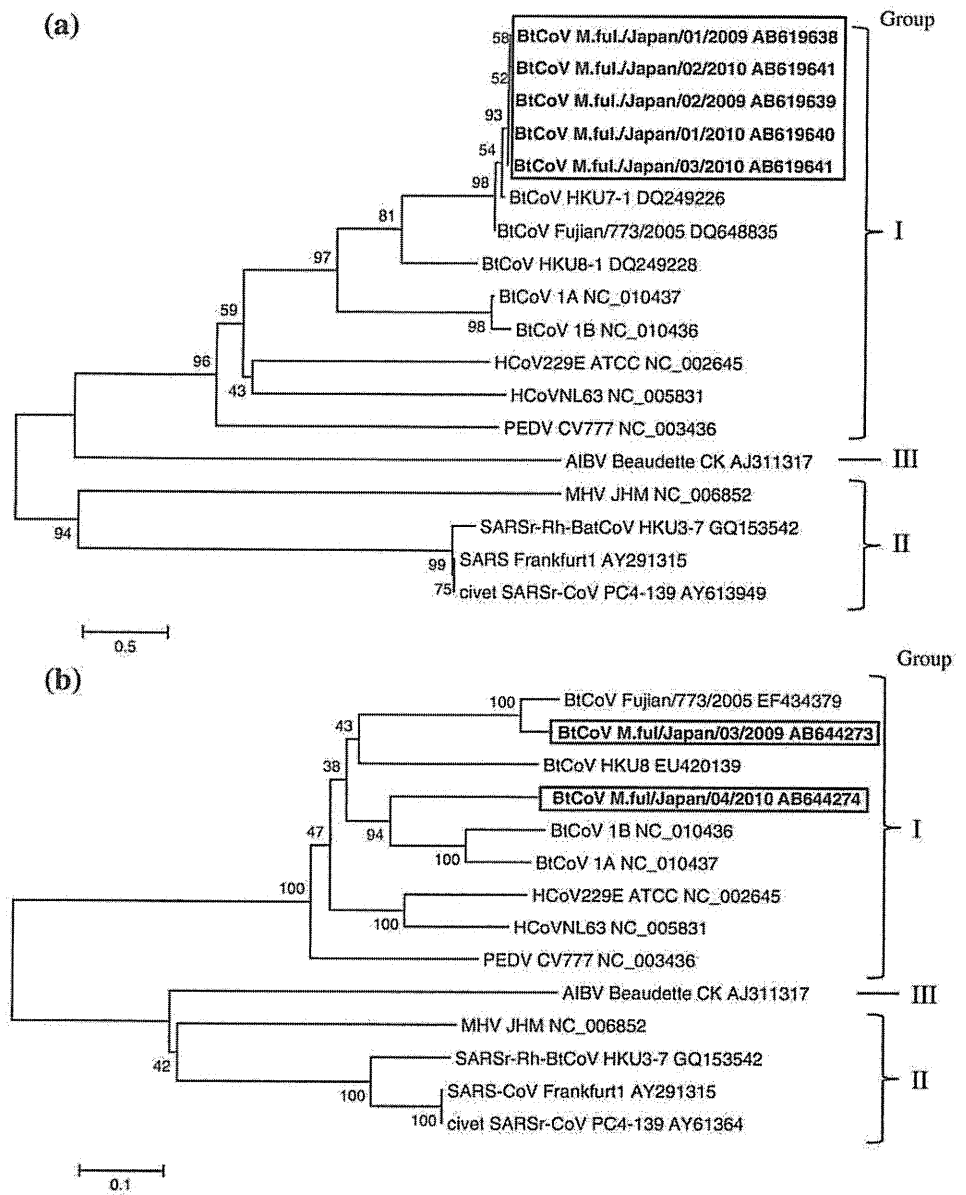 (a)
Group
58
BtCoV M.ful./Japan/01/2009 AB619638
52
BtCoV M.ful./Japan/02/2010 AB619641
BtCoV M.ful./Japan/02/2009 AB619639
93
BtCoV M.ful./Japan/01/2010 AB619640
54
BtCoV M.ful./Japan/03/2010 AB619641
98
BtCoV HKU7-1 DQ249226
81
BtCoV Fujian/773/2005 DQ648835
I
97
BtCoV HKU8-1 DQ249228
BtCoV 1A NC_010437
59
98
BtCoV 1B NC_010436
96
HCoV229E ATCC NC_002645
43
HCoVNL63 NC_005831
PEDV CV777 NC_003436
AIBV Beaudette CK AJ311317
III
MHV JHM NC_006852
94
SARSr-Rh-BatCoV HKU3-7 GQ153542
II
99
SARS Frankfurt1 AY291315
75
civet SARSr-CoV PC4-139 AY613949
0.5
(b)
Group
100
BtCoV Fujian/773/2005 EF434379
43
BtCoV M.ful/Japan/03/2009 AB644273
38
BtCoV HKU8 EU420139
BtCoV M.ful/Japan/04/2010 AB644274
47
94
BtCoV 1B NC_010436
I
100
BtCoV 1A NC_010437
100
HCoV229E ATCC NC_002645
100
HCoVNL63 NC_005831
PEDV CV777 NC_003436
AIBV Beaudette CK AJ311317
III
MHV JHM NC_006852
42
SARSr-Rh-BtCoV HKU3-7 GQ153542
II
100
SARS-CoV Frankfurt1 AY291315
100
civet SARSr-CoV PC4-139 AY61364
0.1